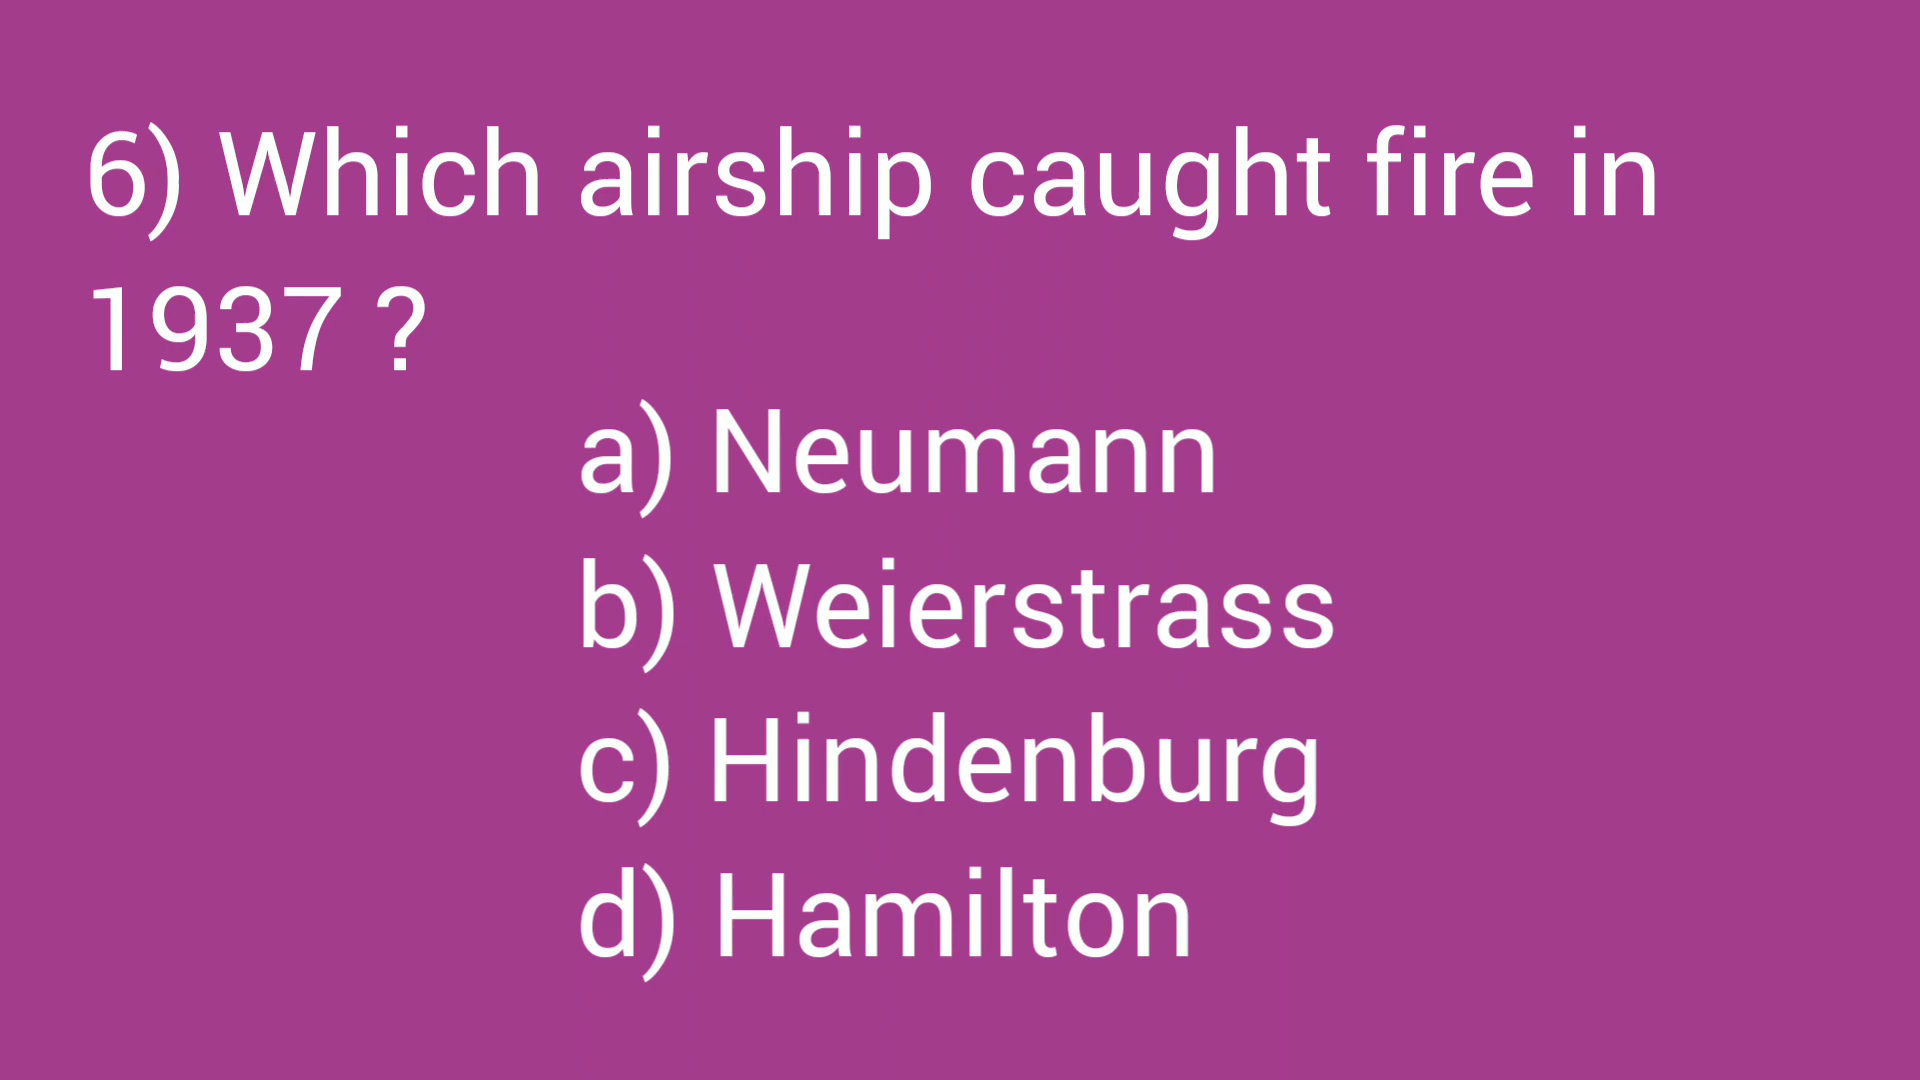 6) Which airship caught fire in
1937 ?
a) Neumann
b) Weierstrass
c) Hindenburg
d) Hamilton